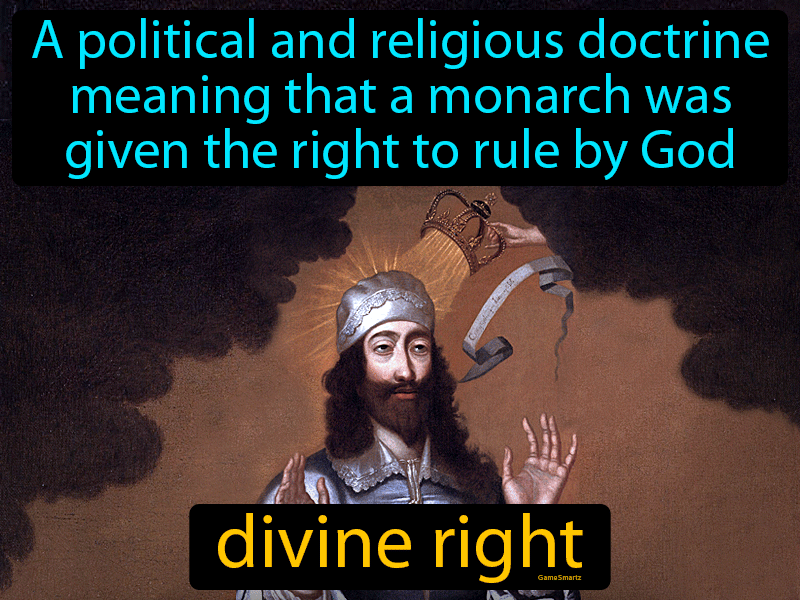 A political and religious doctrine
meaning that a monarch was
given the right to rule by God
divine right
GameSmartz